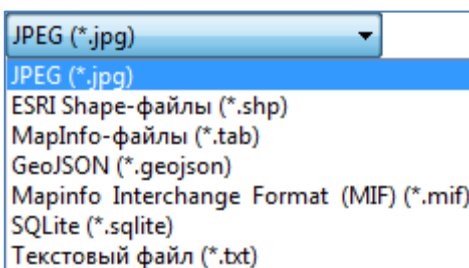 JPEG (*.jpg)
JPEG (*.jpg)
ESRI Shape-файлы (*.shp)
MapInfo-файлы (*.tab)
GeoJSON (*.geojson)
Mapinfo Interchange Format (MIF) (*.mif)
SQLite (*.sqlite)
Текстовый файл (*.txt)